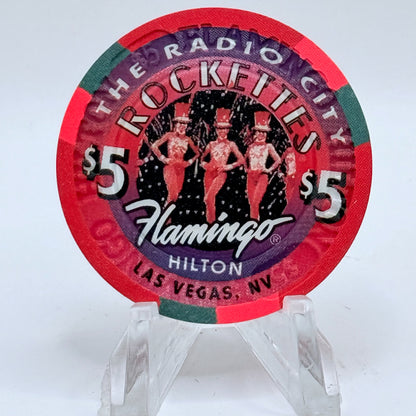 THE RADIO CITY
ROCKETTES
$5 $5
Flamingo®
HILTON
LAS VEGAS, NV